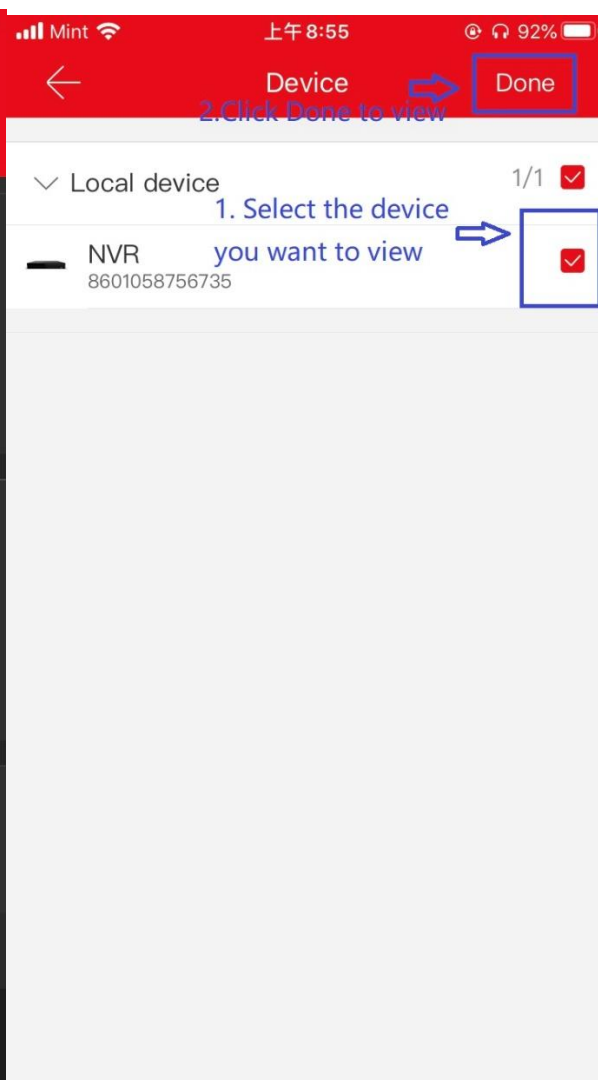 Mint 上午8:55 92%
Device Done
2.Click Done to view
Local device 1/1
1. Select the device
you want to view
NVR
8601058756735